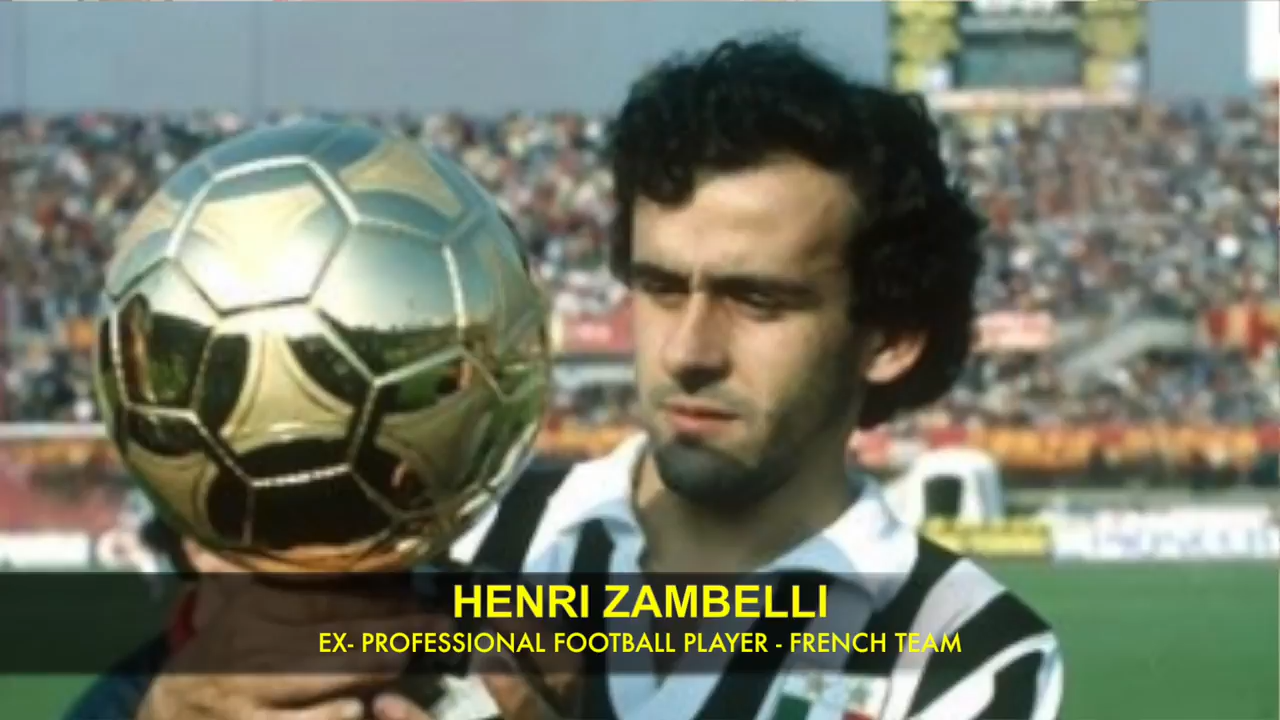 HENRI ZAMBELLI
EX- PROFESSIONAL FOOTBALL PLAYER - FRENCH TEAM